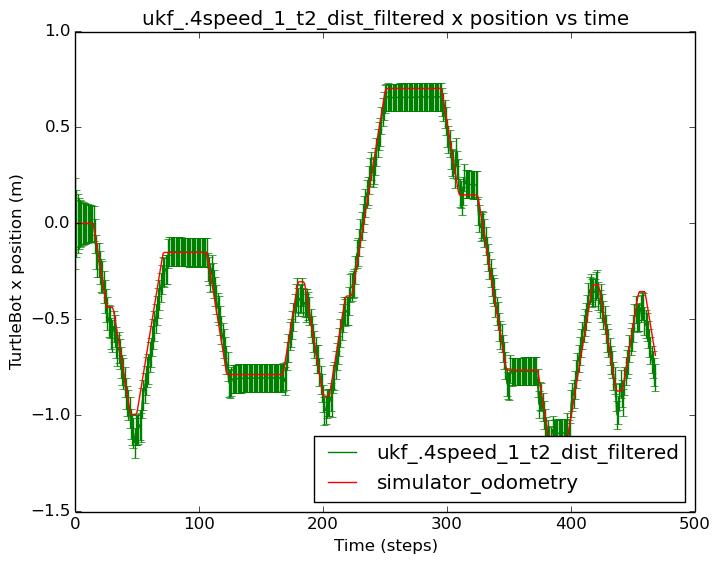 ukf_.4speed_1_t2_dist_filtered x position vs time
1.0
0.5
0.0
−0.5
−1.0
−1.5
TurtleBot x position (m)
ukf_.4speed_1_t2_dist_filtered
simulator_odometry
0 100 200 300 400 500
Time (steps)